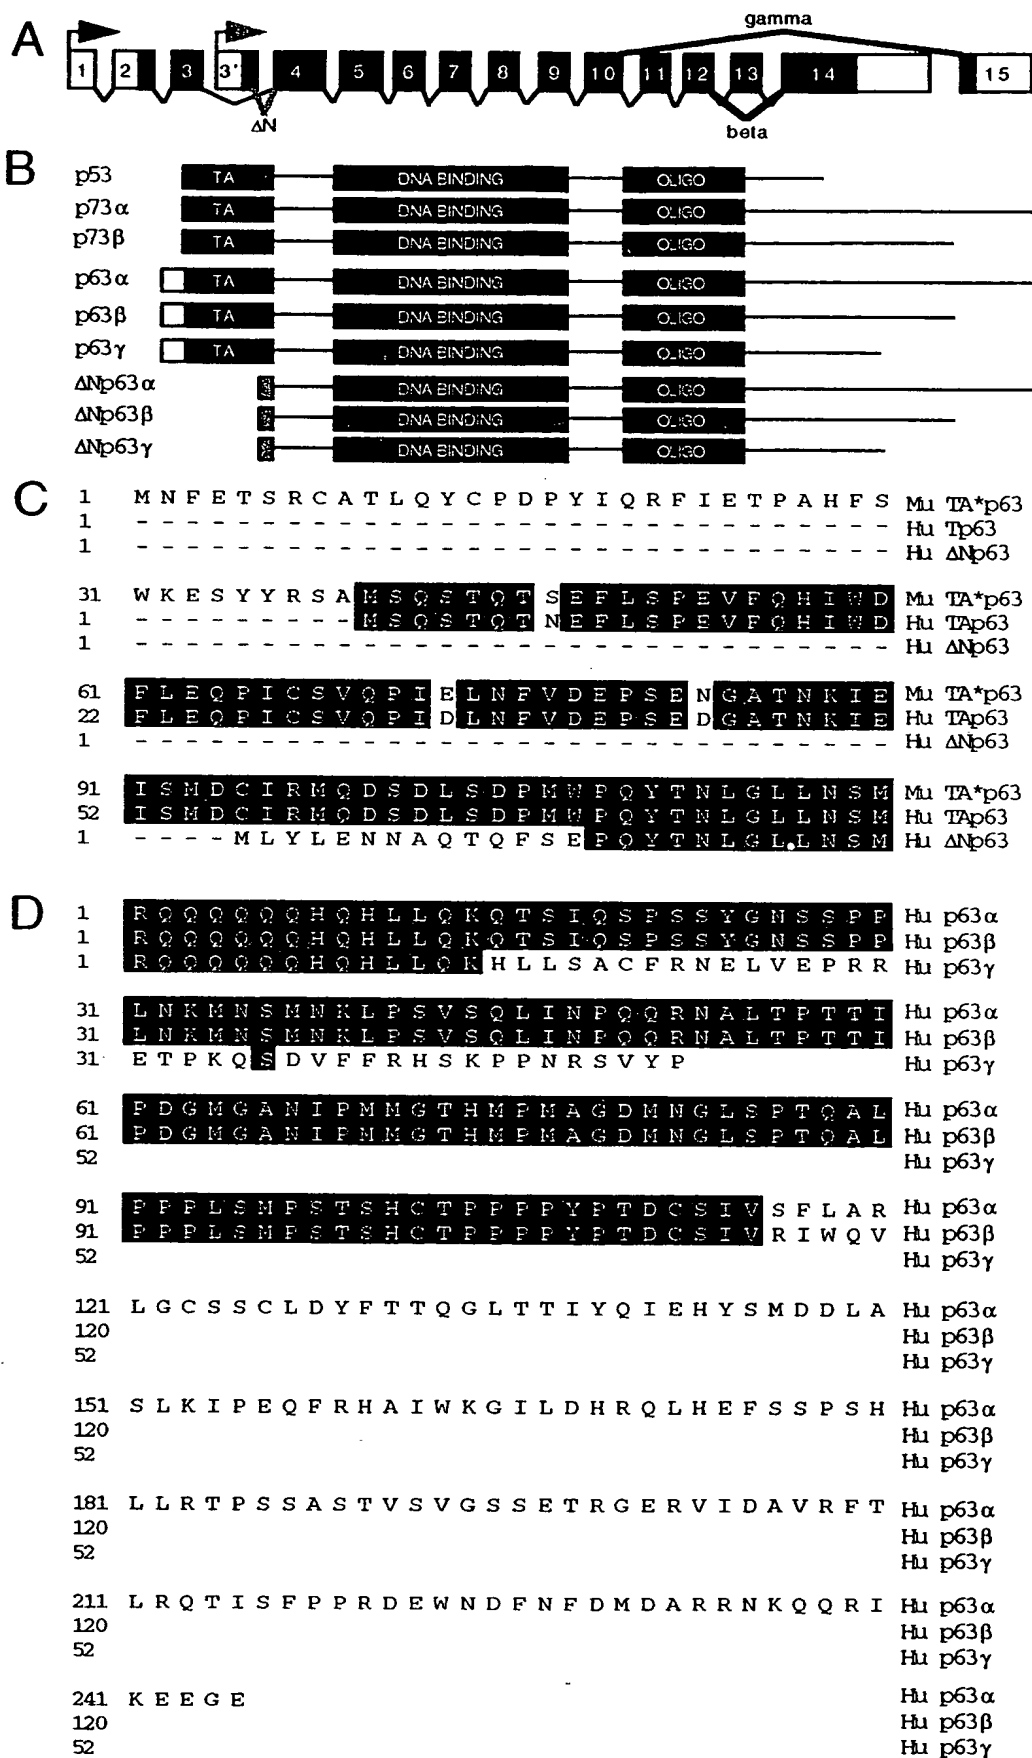 A
gamma
1 2 3 3' 4 5 6 7 8 9 10 11 12 13 14 15
ΔN
beta
B
p53 TA DNA BINDING OLIGO
p73α TA DNA BINDING OLIGO
p73β TA DNA BINDING OLIGO
p63α TA DNA BINDING OLIGO
p63β TA DNA BINDING OLIGO
p63γ TA DNA BINDING OLIGO
ΔNp63α DNA BINDING OLIGO
ΔNp63β DNA BINDING OLIGO
ΔNp63γ DNA BINDING OLIGO
C
1 M N F E T S R C A T L Q Y C P D P Y I Q R F I E T P A H F S Mu TA*p63
1 - - - - - - - - - - - - - - - - - - - - - - - - - - - - - - Hu Tp63
1 - - - - - - - - - - - - - - - - - - - - - - - - - - - - - - Hu ΔNp63
31 W K E S Y Y R S A M S Q S T Q T S E F L S P E V F Q H I W D Mu TA*p63
1 - - - - - - - - - M S Q S T Q T N E F L S P E V F Q H I W D Hu TAp63
1 - - - - - - - - - - - - - - - - - - - - - - - - - - - - - - Hu ΔNp63
61 F L E Q P I C S V Q P I E L N F V D E P S E N G A T N K I E Mu TA*p63
22 F L E Q P I C S V Q P I D L N F V D E P S E D G A T N K I E Hu TAp63
1 - - - - - - - - - - - - - - - - - - - - - - - - - - - - - - Hu ΔNp63
91 I S M D C I R M Q D S D L S D P M W P Q Y T N L G L L N S M Mu TA*p63
52 I S M D C I R M Q D S D L S D P M W P Q Y T N L G L L N S M Hu TAp63
1 - - - - M L Y L E N N A Q T Q F S E P Q Y T N L G L L N S M Hu ΔNp63
D
1 R Q Q Q Q Q Q H Q H L L Q K Q T S I Q S P S S Y G N S S P P Hu p63α
1 R Q Q Q Q Q Q H Q H L L Q K Q T S I Q S P S S Y G N S S P P Hu p63β
1 R Q Q Q Q Q Q H Q H L L Q K H L L S A C F R N E L V E P R R Hu p63γ
31 L N K M N S M N K L P S V S Q L I N P Q Q R N A L T P T T I Hu p63α
31 L N K M N S M N K L P S V S Q L I N P Q Q R N A L T P T T I Hu p63β
31 E T P K Q S D V F F R H S K P P N R S V Y P Hu p63γ
61 P D G M G A N I P M M G T H M P M A G D M N G L S P T Q A L Hu p63α
61 P D G M G A N I P M M G T H M P M A G D M N G L S P T Q A L Hu p63β
52 Hu p63γ
91 P P P L S M P S T S H C T P P P P Y P T D C S I V S F L A R Hu p63α
91 P P P L S M P S T S H C T P P P P Y P T D C S I V R I W Q V Hu p63β
52 Hu p63γ
121 L G C S S C L D Y F T T Q G L T T I Y Q I E H Y S M D D L A Hu p63α
120 Hu p63β
52 Hu p63γ
151 S L K I P E Q F R H A I W K G I L D H R Q L H E F S S P S H Hu p63α
120 Hu p63β
52 Hu p63γ
181 L L R T P S S A S T V S V G S S E T R G E R V I D A V R F T Hu p63α
120 Hu p63β
52 Hu p63γ
211 L R Q T I S F P P R D E W N D F N F D M D A R R N K Q Q R I Hu p63α
120 Hu p63β
52 Hu p63γ
241 K E E G E Hu p63α
120 Hu p63β
52 Hu p63γ